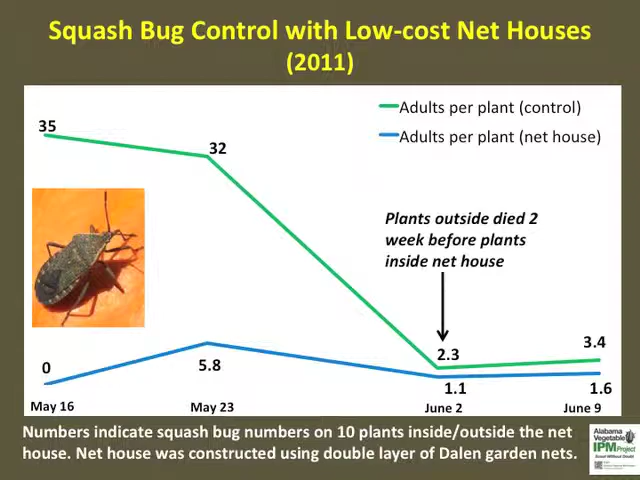 Squash Bug Control with Low-cost Net Houses
(2011)
Adults per plant (control)
Adults per plant (net house)
35
32
Plants outside died 2
week before plants
inside net house
0
5.8
2.3
3.4
1.1
1.6
May 16
May 23
June 2
June 9
Numbers indicate squash bug numbers on 10 plants inside/outside the net
house. Net house was constructed using double layer of Dalen garden nets.
Alabama
Vegetable
IPM Project